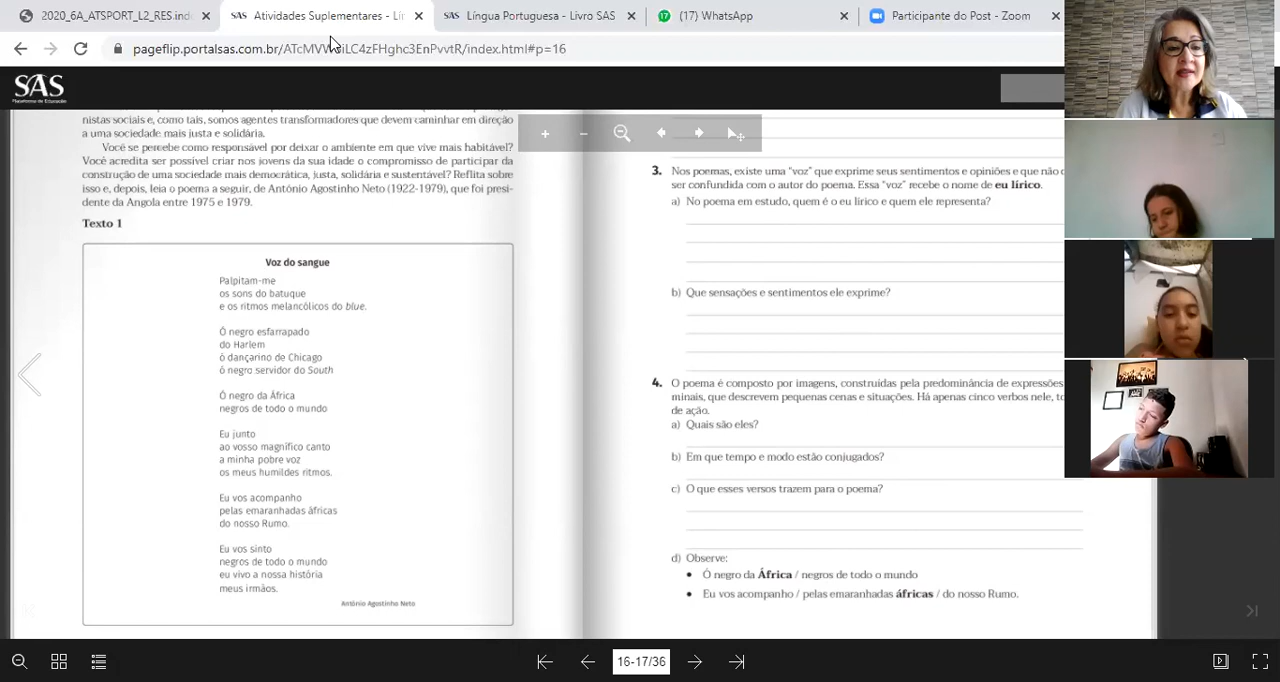 2020_6A_ATSPORT_L2_RES.ind
SAS Atividades Suplementares - Lín
SAS Língua Portuguesa - Livro SAS
17 (17) WhatsApp
Participante do Post - Zoom
pageflip.portalsas.com.br/
/index.html#p=16
SAS
Plataforma de Educação
nistas sociais e, como tais, somos agentes transformadores que devem caminhar em direção
a uma sociedade mais justa e solidária.
Você se percebe como responsável por deixar o ambiente em que vive mais habitável?
Você acredita ser possível criar nos jovens da sua idade o compromisso de participar da
construção de uma sociedade mais democrática, justa, solidária e sustentável? Reflita sobre
isso e, depois, leia o poema a seguir, de António Agostinho Neto (1922-1979), que foi presi-
dente da Angola entre 1975 e 1979.
Texto 1
Voz do sangue
Palpitam-me
os sons do batuque
e os ritmos melancólicos do blue.
Ó negro esfarrapado
do Harlem
ó dançarino de Chicago
ó negro servidor do South
Ó negro da África
negros de todo o mundo
Eu junto
ao vosso magnífico canto
a minha pobre voz
os meus humildes ritmos.
Eu vos acompanho
pelas emaranhadas áfricas
do nosso Rumo.
Eu vos sinto
negros de todo o mundo
eu vivo a nossa história
meus irmãos.
António Agostinho Neto
3. Nos poemas, existe uma "voz" que exprime seus sentimentos e opiniões e que não
ser confundida com o autor do poema. Essa "voz" recebe o nome de eu lírico.
a) No poema em estudo, quem é o eu lírico e quem ele representa?
b) Que sensações e sentimentos ele exprime?
4. O poema é composto por imagens, construídas pela predominância de expressões
minais, que descrevem pequenas cenas e situações. Há apenas cinco verbos nele,
de ação.
a) Quais são eles?
b) Em que tempo e modo estão conjugados?
c) O que esses versos trazem para o poema?
d) Observe:
• Ó negro da África / negros de todo o mundo
• Eu vos acompanho / pelas emaranhadas áfricas / do nosso Rumo.
16-17/36